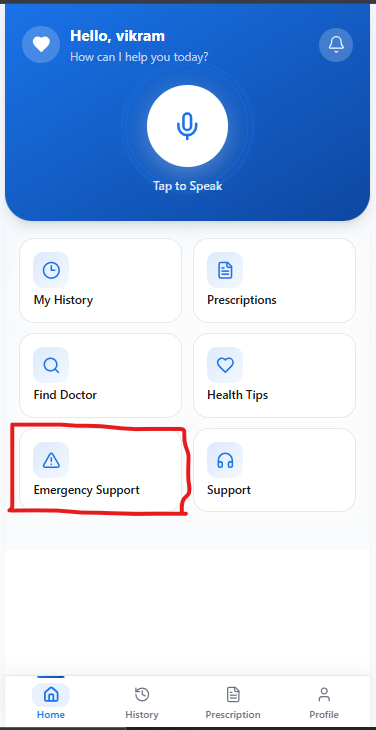 Hello, vikram
How can I help you today?
Tap to Speak
My History
Prescriptions
Find Doctor
Health Tips
Emergency Support
Support
Home
History
Prescription
Profile